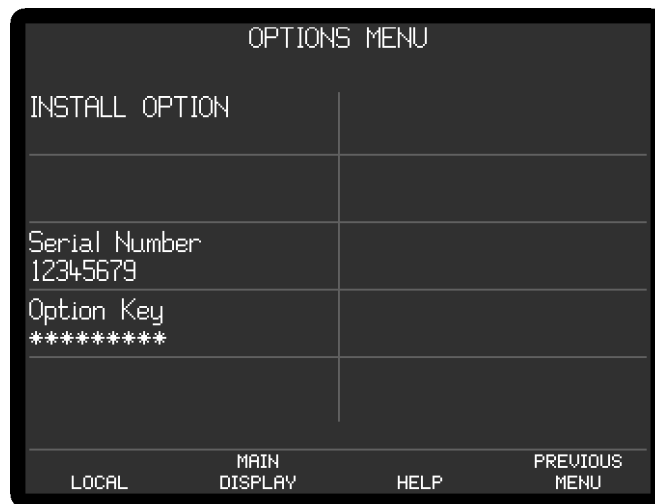 OPTIONS MENU
INSTALL OPTION
Serial Number
12345679
Option Key
*********
MAIN
PREVIOUS
LOCAL
DISPLAY
HELP
MENU